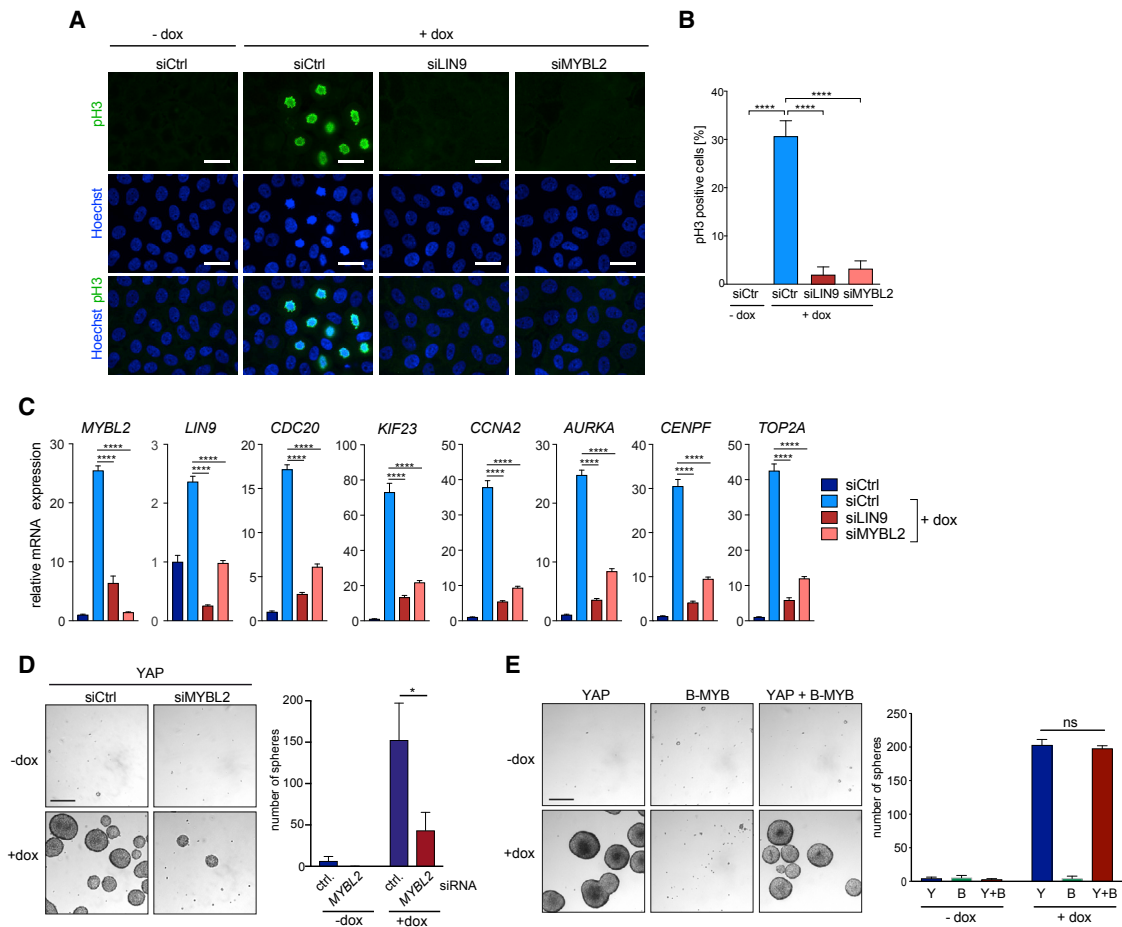 A
- dox
+ dox
siCtrl
siCtrl
siLIN9
siMYBL2
pH3
Hoechst
Hoechst pH3
B
pH3 positive cells [%]
40
30
20
10
0
****
****
****
siCtr
siCtr
siLIN9
siMYBL2
- dox
+ dox
C
relative mRNA expression
MYBL2
30
20
10
0
****
****
LIN9
3
2
1
0
****
****
CDC20
20
15
10
5
0
****
****
KIF23
100
80
60
40
20
0
****
****
CCNA2
50
40
30
20
10
0
****
****
AURKA
30
20
10
0
****
****
CENPF
40
30
20
10
0
****
****
TOP2A
50
40
30
20
10
0
****
****
siCtrl
siCtrl
siLIN9
siMYBL2
+ dox
D
YAP
siCtrl
siMYBL2
-dox
+dox
number of spheres
200
150
100
50
0
*
ctrl.
MYBL2
ctrl.
MYBL2
siRNA
-dox
+dox
E
YAP
B-MYB
YAP + B-MYB
-dox
+dox
number of spheres
250
200
150
100
50
0
ns
Y
B
Y+B
Y
B
Y+B
- dox
+ dox